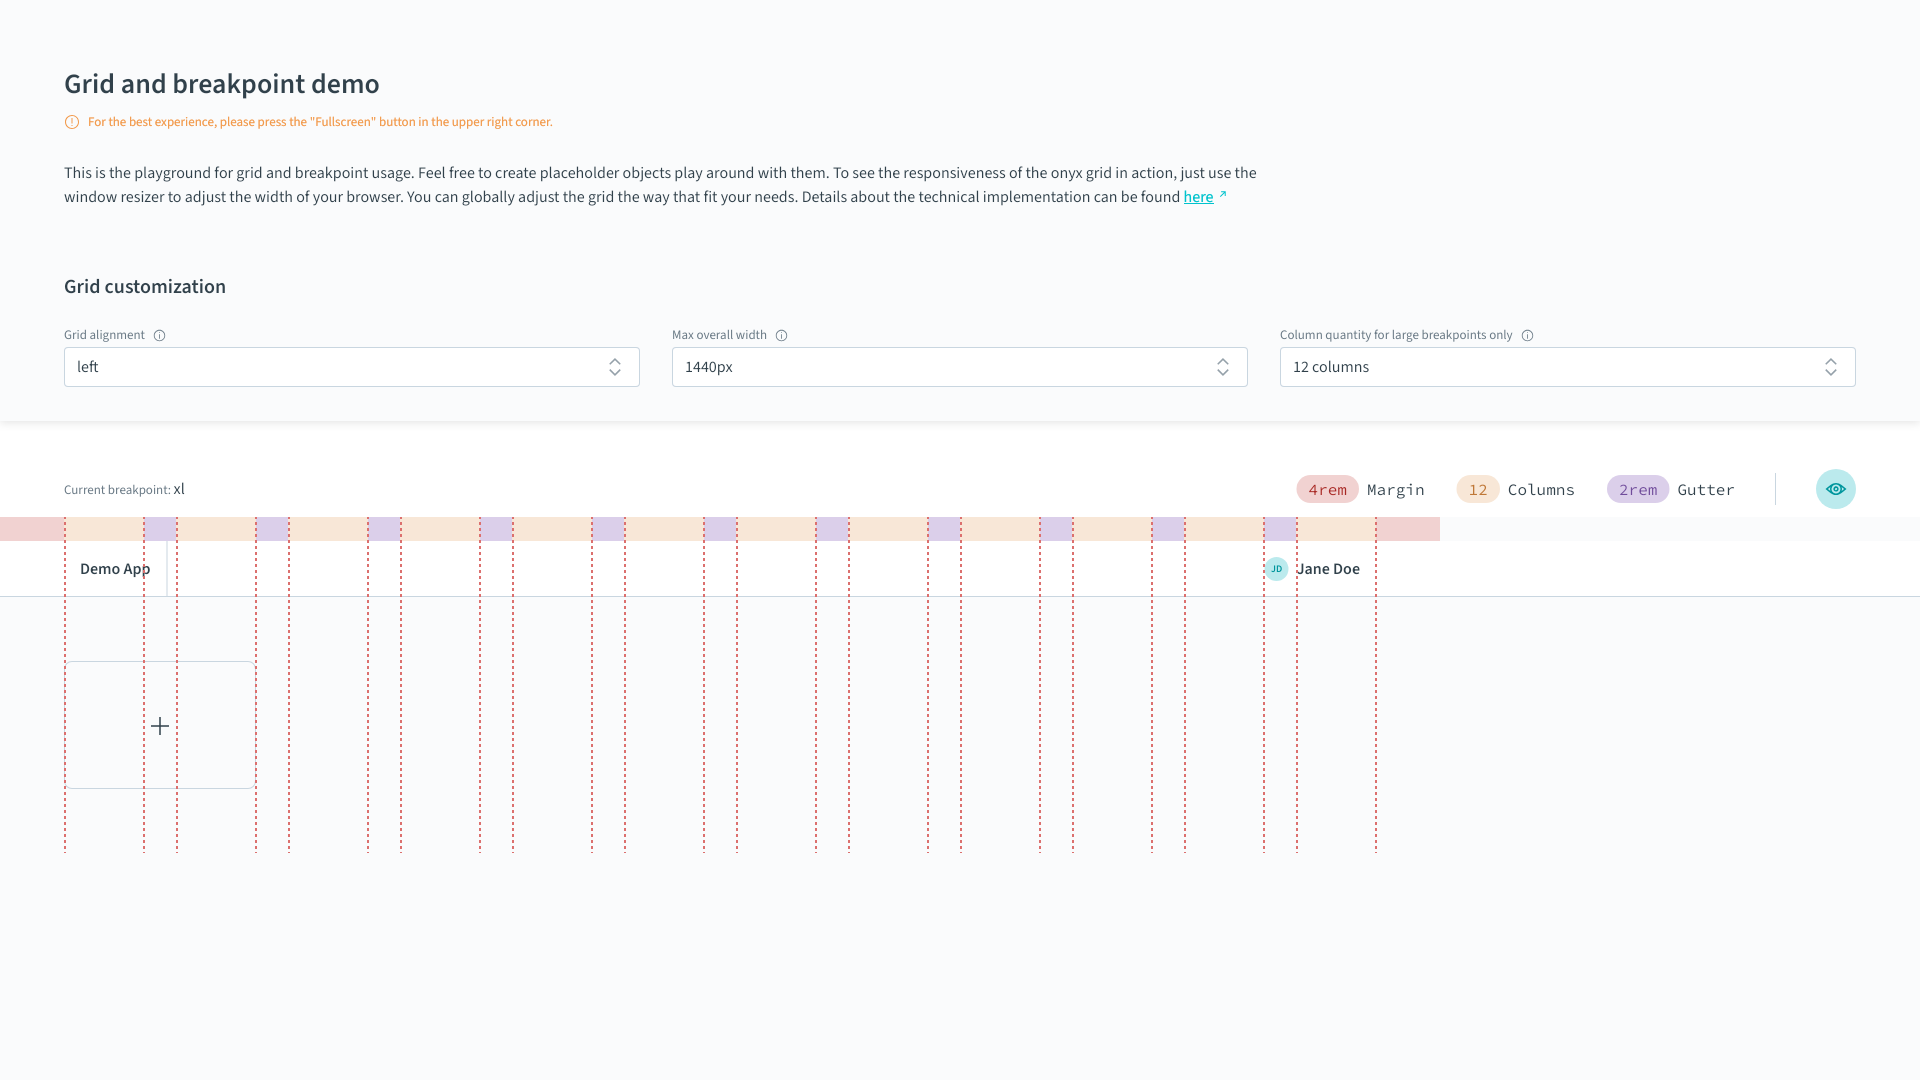 Grid and breakpoint demo
For the best experience, please press the "Fullscreen" button in the upper right corner.
This is the playground for grid and breakpoint usage. Feel free to create placeholder objects play around with them. To see the responsiveness of the onyx grid in action, just use the
window resizer to adjust the width of your browser. You can globally adjust the grid the way that fit your needs. Details about the technical implementation can be found here
Grid customization
Grid alignment
left
Max overall width
1440px
Column quantity for large breakpoints only
12 columns
Current breakpoint: xl
4rem Margin
12 Columns
2rem Gutter
Demo App
JD Jane Doe